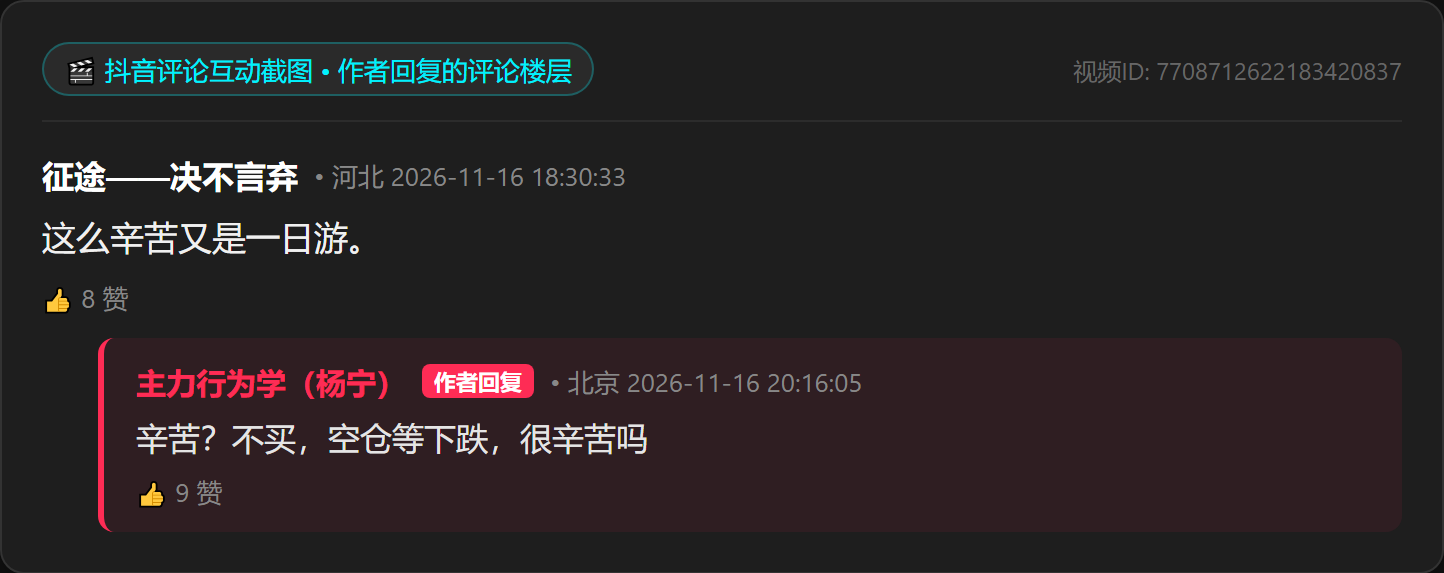 🎬 抖音评论互动截图 • 作者回复的评论楼层
视频ID: 7708712622183420837
征途——决不言弃 • 河北 2026-11-16 18:30:33
这么辛苦又是一日游。
👍 8 赞
主力行为学（杨宁） 作者回复 • 北京 2026-11-16 20:16:05
辛苦？不买，空仓等下跌，很辛苦吗
👍 9 赞